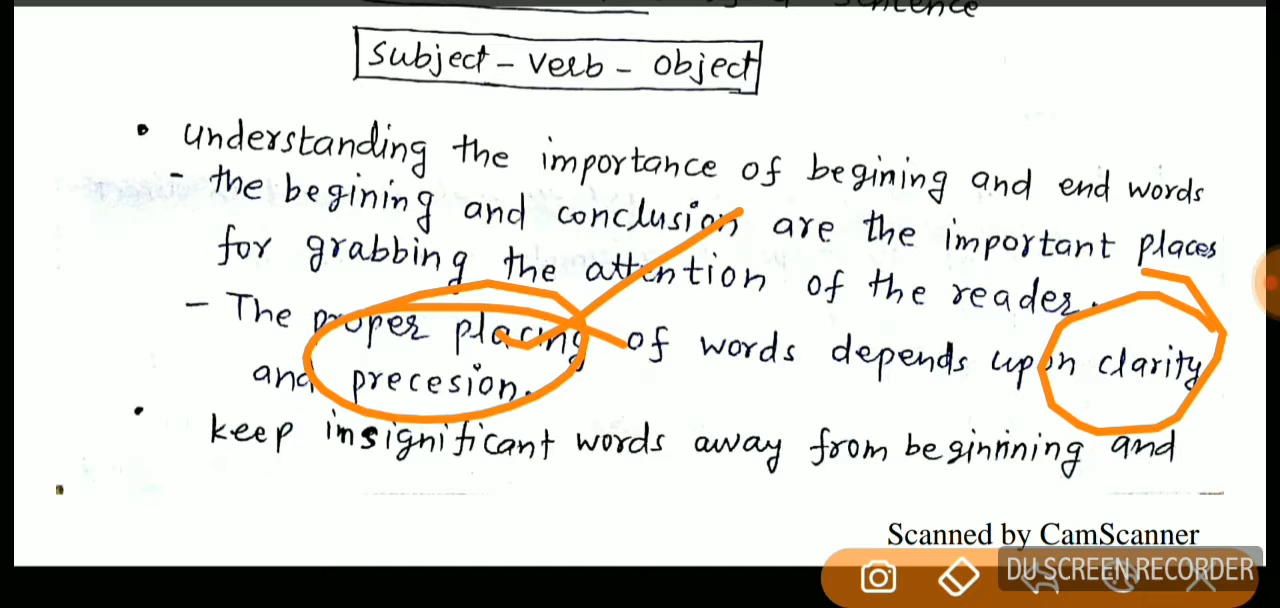 sentence
Subject – Verb – Object
• understanding the importance of begining and end words
- the begining and conclusion are the important places
for grabbing the attention of the reader.
- The proper placing of words depends upon clarity
and precesion.
• keep insignificant words away from beginning and
Scanned by CamScanner
DU SCREEN RECORDER